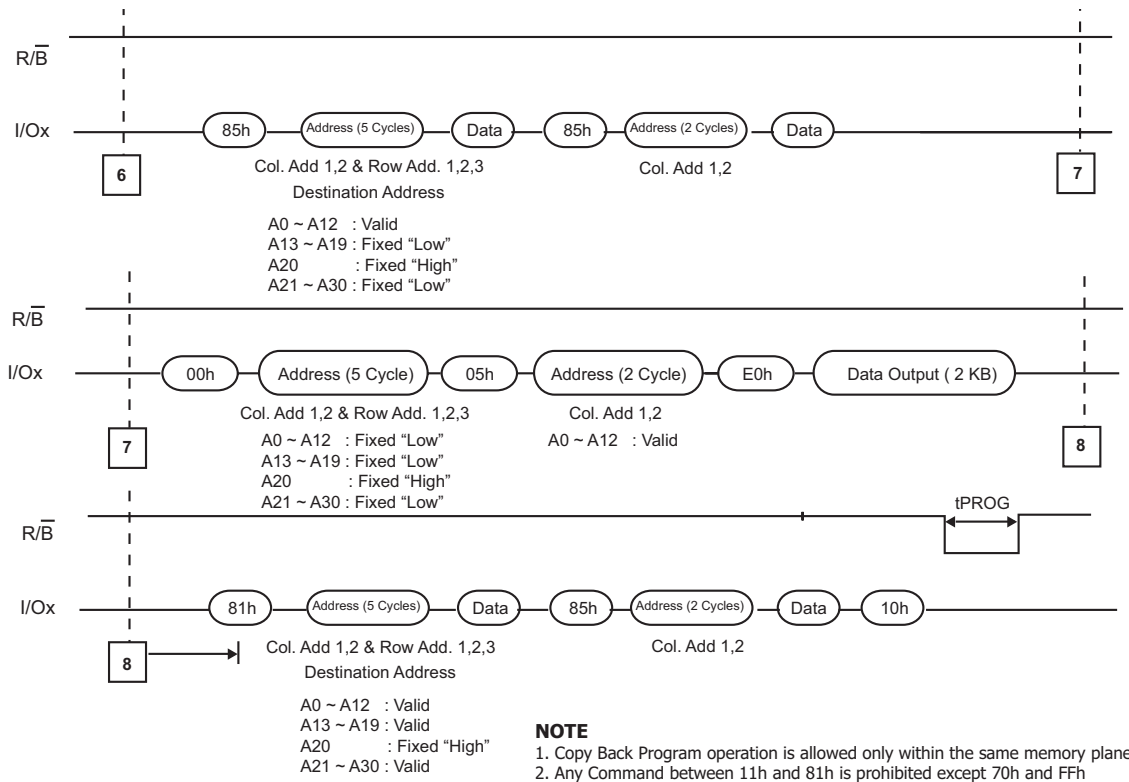 R/B
I/Ox
85h Address (5 Cycles) Data 85h Address (2 Cycles) Data
Col. Add 1,2 & Row Add. 1,2,3
Destination Address
Col. Add 1,2
A0 ~ A12 : Valid
A13 ~ A19 : Fixed “Low”
A20 : Fixed “High”
A21 ~ A30 : Fixed “Low”
6
7
R/B
I/Ox
00h Address (5 Cycle) 05h Address (2 Cycle) E0h Data Output ( 2 KB)
Col. Add 1,2 & Row Add. 1,2,3
A0 ~ A12 : Fixed “Low”
A13 ~ A19 : Fixed “Low”
A20 : Fixed “High”
A21 ~ A30 : Fixed “Low”
Col. Add 1,2
A0 ~ A12 : Valid
7
8
R/B
tPROG
I/Ox
81h Address (5 Cycles) Data 85h Address (2 Cycles) Data 10h
8
Col. Add 1,2 & Row Add. 1,2,3
Destination Address
Col. Add 1,2
A0 ~ A12 : Valid
A13 ~ A19 : Valid
A20 : Fixed “High”
A21 ~ A30 : Valid
NOTE
1. Copy Back Program operation is allowed only within the same memory plane
2. Any Command between 11h and 81h is prohibited except 70h and FFh